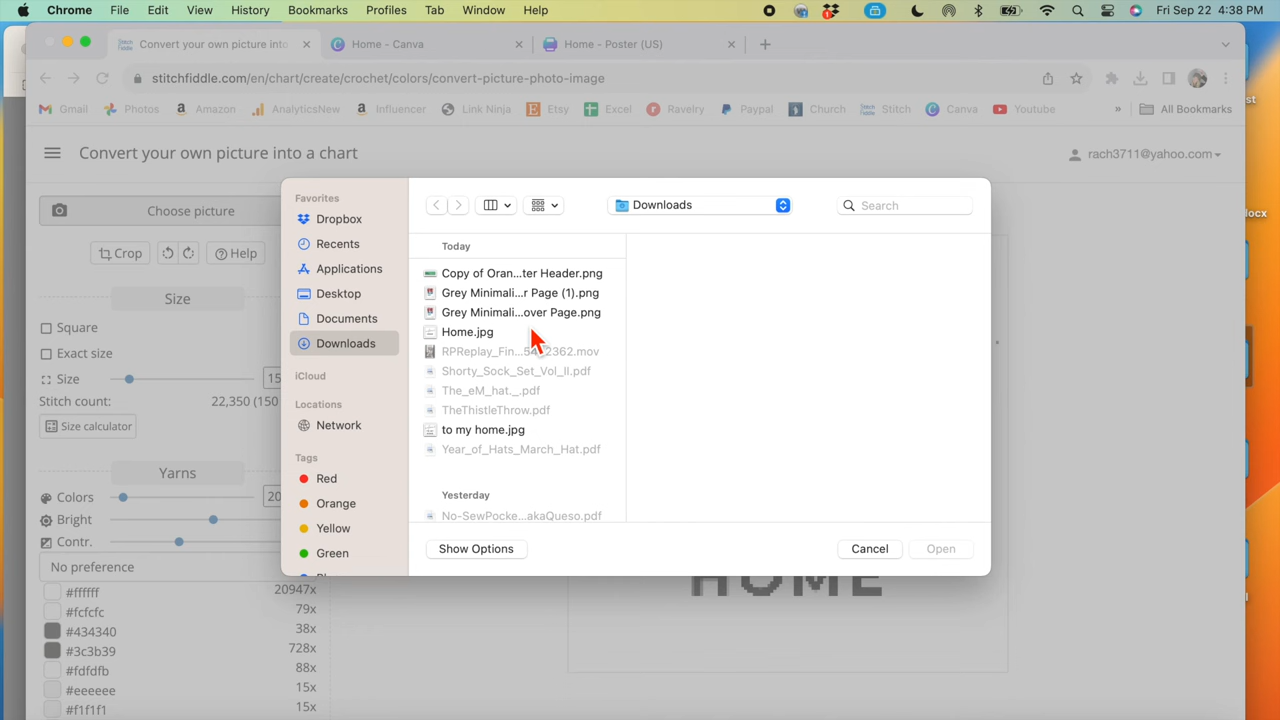 Chrome File Edit View History Bookmarks Profiles Tab Window Help Fri Sep 22 4:38 PM
Convert your own picture into Home - Canva Home - Poster (US)
stitchfiddle.com/en/chart/create/crochet/colors/convert-picture-photo-image
Gmail Photos Amazon AnalyticsNew Influencer Link Ninja Etsy Excel Ravelry Paypal Church Stitch Canva Youtube » All Bookmarks
Convert your own picture into a chart rach3711@yahoo.com
Choose picture
Crop Help
Size
Square
Exact size
Size 15
Stitch count: 22,350 (150
Size calculator
Yarns
Colors 20
Bright
Contr.
No preference
#ffffff 20947x
#fcfcfc 79x
#434340 38x
#3c3b39 728x
#fdfdfb 88x
#eeeeee 15x
#f1f1f1 15x
Favorites
Dropbox
Recents
Applications
Desktop
Documents
Downloads
iCloud
Locations
Network
Tags
Red
Orange
Yellow
Green
Downloads Search
Today
Copy of Oran...ter Header.png
Grey Minimali...r Page (1).png
Grey Minimali...over Page.png
Home.jpg
Shorty_Sock_Set_Vol_II.pdf
The_eM_hat._.pdf
TheThistleThrow.pdf
to my home.jpg
Year_of_Hats_March_Hat.pdf
Yesterday
No-SewPocke...akaQueso.pdf
Show Options Cancel Open
HOME
st
ocx